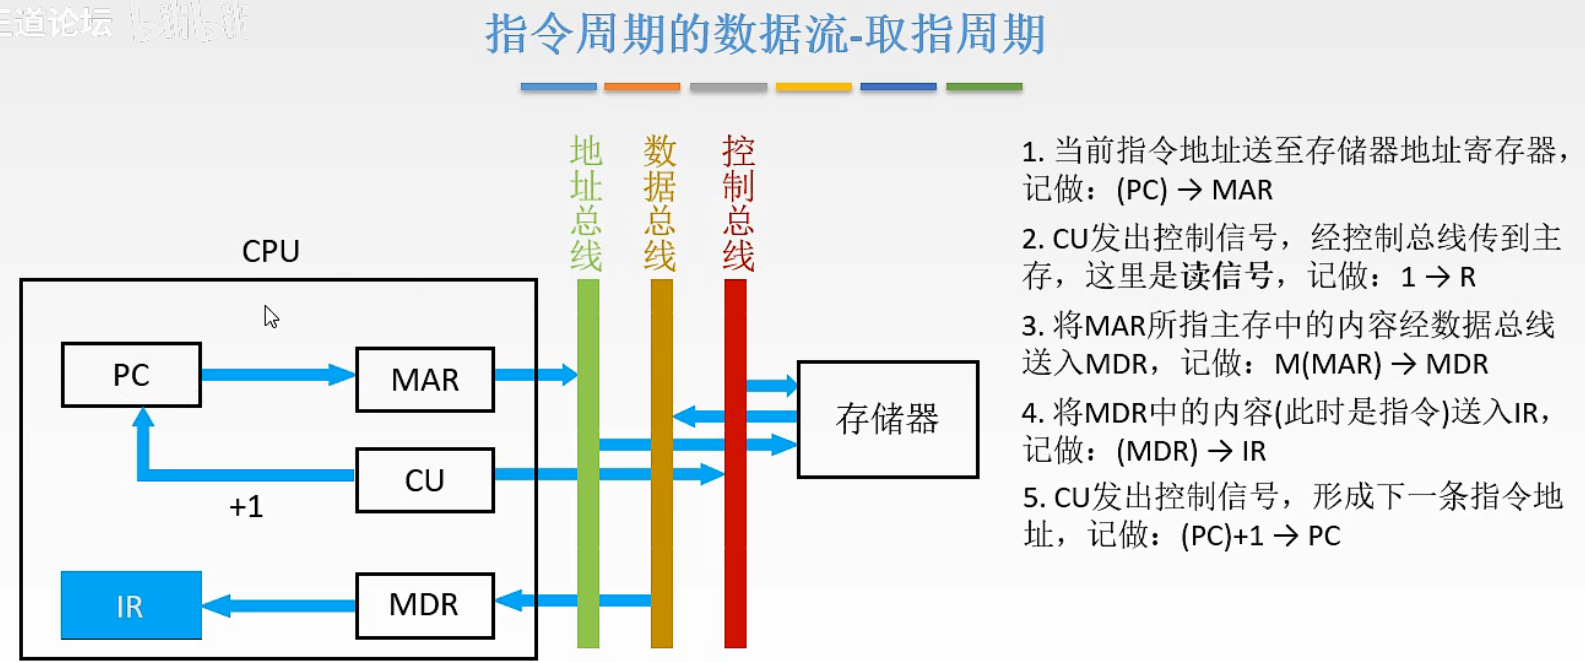 王道论坛 bilibili
指令周期的数据流-取指周期
地址总线
数据总线
控制总线
CPU
PC
MAR
CU
+1
IR
MDR
存储器
1. 当前指令地址送至存储器地址寄存器，
记做：(PC) → MAR
2. CU发出控制信号，经控制总线传到主
存，这里是读信号，记做：1 → R
3. 将MAR所指主存中的内容经数据总线
送入MDR，记做：M(MAR) → MDR
4. 将MDR中的内容(此时是指令)送入IR，
记做：(MDR) → IR
5. CU发出控制信号，形成下一条指令地
址，记做：(PC)+1 → PC